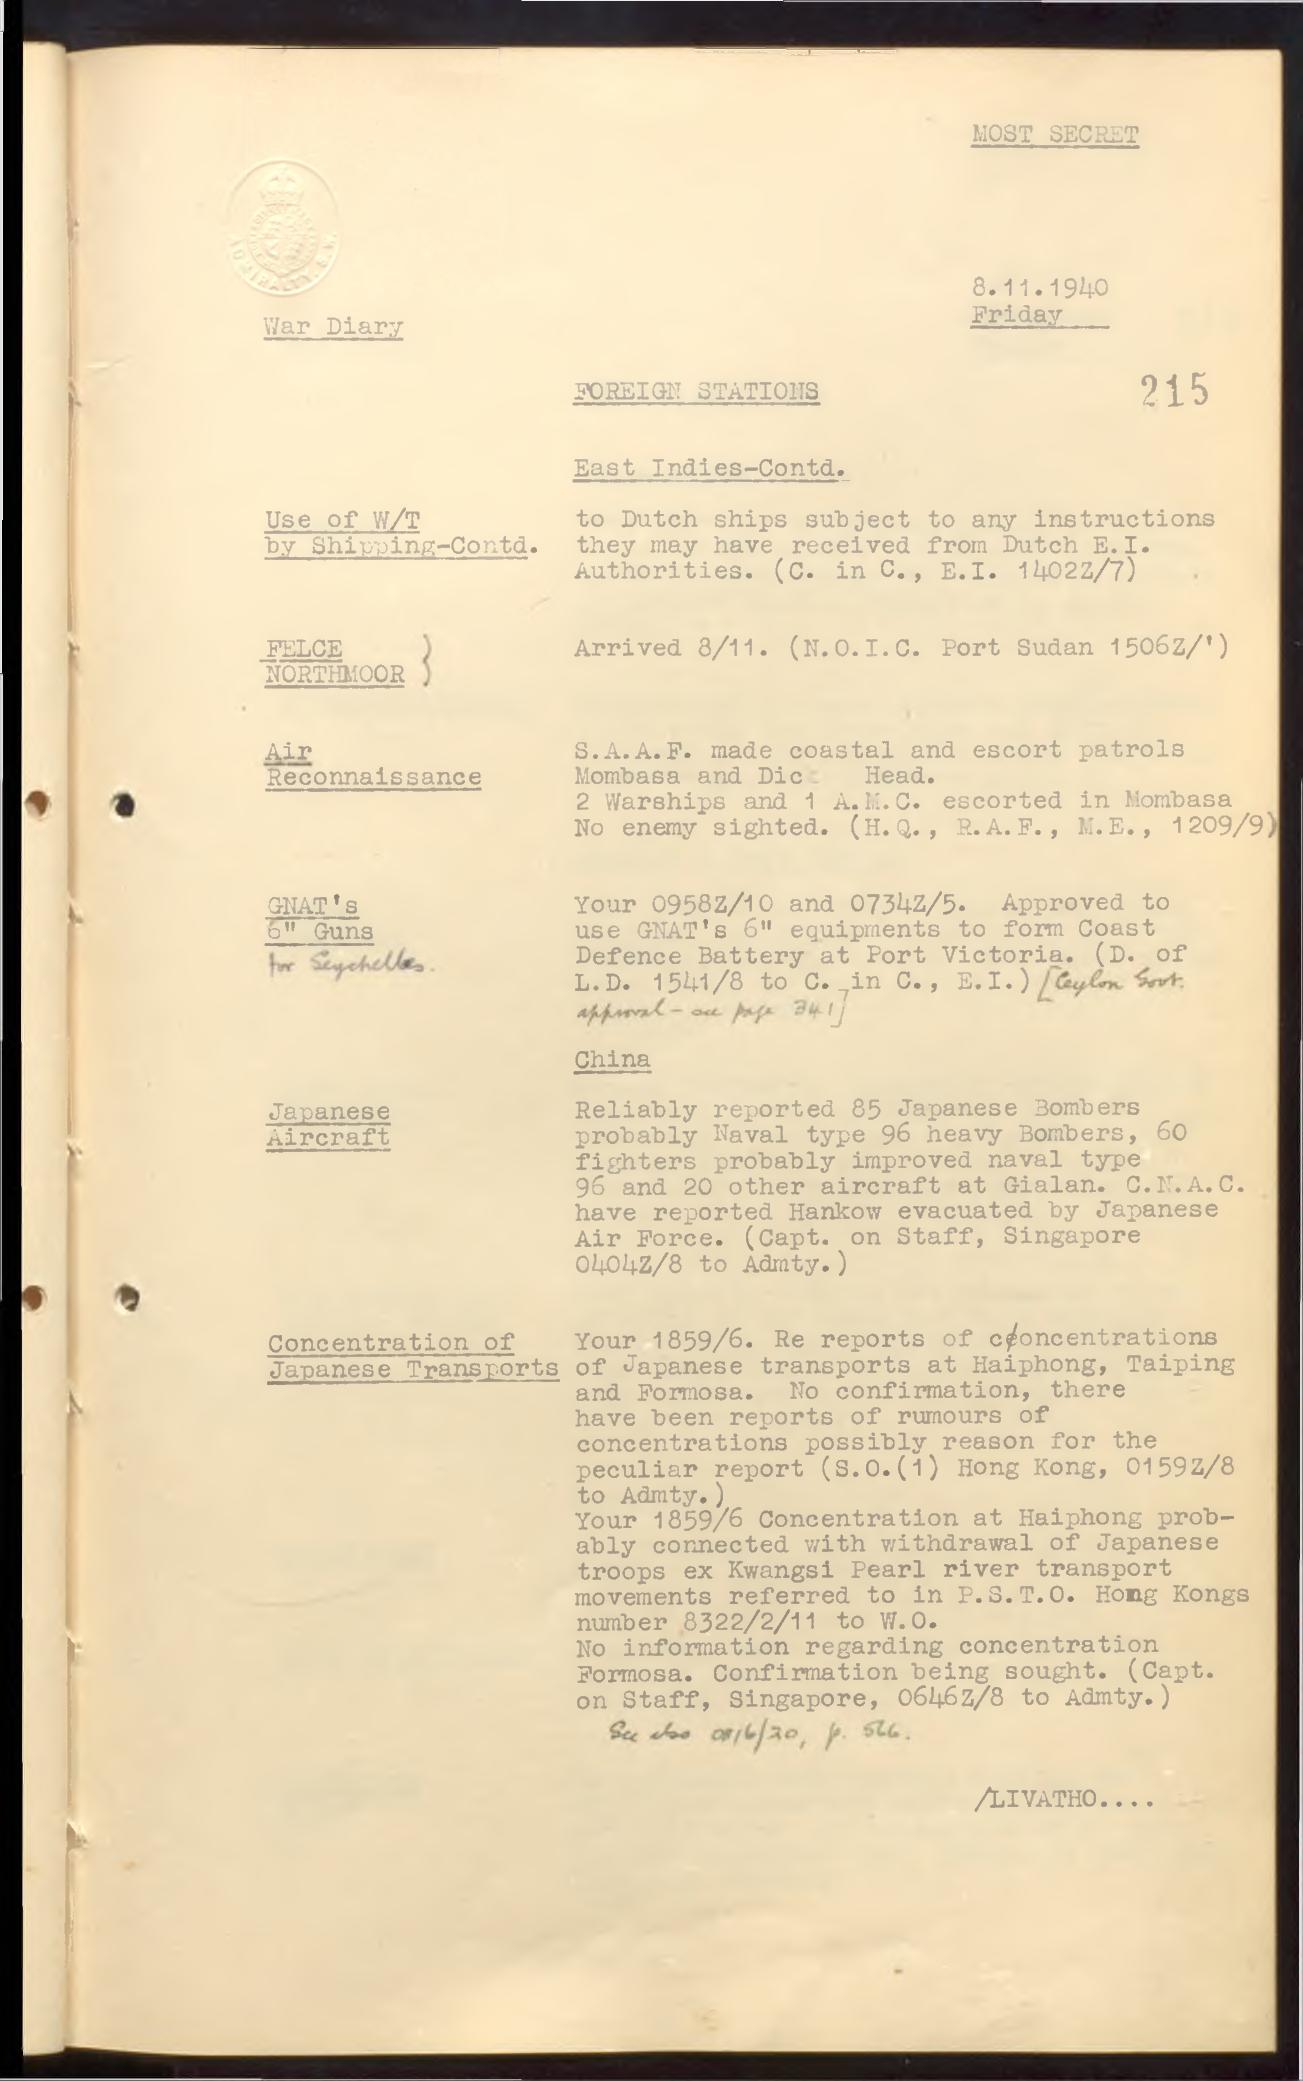 MOST SECRET
ADMIRALTY. S.W.
8.11.1940
Friday
War Diary
FOREIGN STATIONS
215
East Indies-Contd.
Use of W/T
by Shipping-Contd.
to Dutch ships subject to any instructions
they may have received from Dutch E.I.
Authorities. (C. in C., E.I. 1402Z/7)
FELCE
NORTHMOOR }
Arrived 8/11. (N.O.I.C. Port Sudan 1506Z/')
Air
Reconnaissance
S.A.A.F. made coastal and escort patrols
Mombasa and Dic Head.
2 Warships and 1 A.M.C. escorted in Mombasa
No enemy sighted. (H.Q., R.A.F., M.E., 1209/9)
GNAT's
6" Guns
for Seychelles.
Your 0958Z/10 and 0734Z/5. Approved to
use GNAT's 6" equipments to form Coast
Defence Battery at Port Victoria. (D. of
L.D. 1541/8 to C. in C., E.I.) [Ceylon Govt.
approval - see page 341]
China
Japanese
Aircraft
Reliably reported 85 Japanese Bombers
probably Naval type 96 heavy Bombers, 60
fighters probably improved naval type
96 and 20 other aircraft at Gialan. C.N.A.C.
have reported Hankow evacuated by Japanese
Air Force. (Capt. on Staff, Singapore
0404Z/8 to Admty.)
Concentration of
Japanese Transports
Your 1859/6. Re reports of concentrations
of Japanese transports at Haiphong, Taiping
and Formosa. No confirmation, there
have been reports of rumours of
concentrations possibly reason for the
peculiar report (S.O.(1) Hong Kong, 0159Z/8
to Admty.)
Your 1859/6 Concentration at Haiphong prob-
ably connected with withdrawal of Japanese
troops ex Kwangsi Pearl river transport
movements referred to in P.S.T.O. Hong Kongs
number 8322/2/11 to W.O.
No information regarding concentration
Formosa. Confirmation being sought. (Capt.
on Staff, Singapore, 0646Z/8 to Admty.)
See also 0816/20, p. 566.
/LIVATHO....